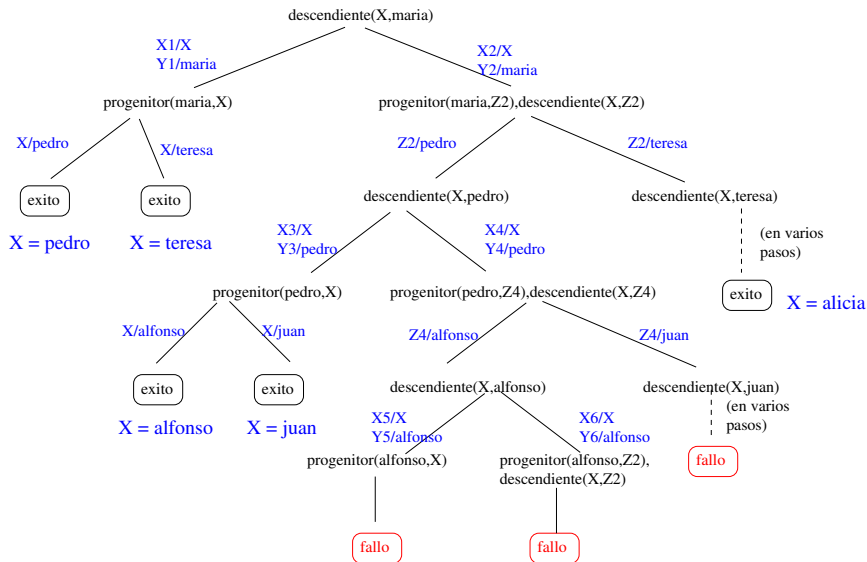 descendiente(X,maria)
X1/X
Y1/maria
X2/X
Y2/maria
progenitor(maria,X)
progenitor(maria,Z2),descendiente(X,Z2)
X/pedro
X/teresa
Z2/pedro
Z2/teresa
exito
exito
descendiente(X,pedro)
descendiente(X,teresa)
X = pedro
X = teresa
X3/X
Y3/pedro
X4/X
Y4/pedro
(en varios
pasos)
progenitor(pedro,X)
progenitor(pedro,Z4),descendiente(X,Z4)
exito
X = alicia
X/alfonso
X/juan
Z4/alfonso
Z4/juan
exito
exito
descendiente(X,alfonso)
descendiente(X,juan)
X = alfonso
X = juan
X5/X
Y5/alfonso
X6/X
Y6/alfonso
(en varios
pasos)
progenitor(alfonso,X)
progenitor(alfonso,Z2),
descendiente(X,Z2)
fallo
fallo
fallo